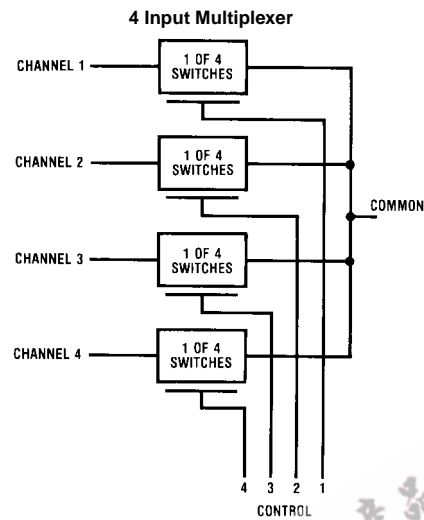 4 Input Multiplexer
CHANNEL 1
1 OF 4
SWITCHES
CHANNEL 2
1 OF 4
SWITCHES
COMMON
CHANNEL 3
1 OF 4
SWITCHES
CHANNEL 4
1 OF 4
SWITCHES
4 3 2 1
CONTROL